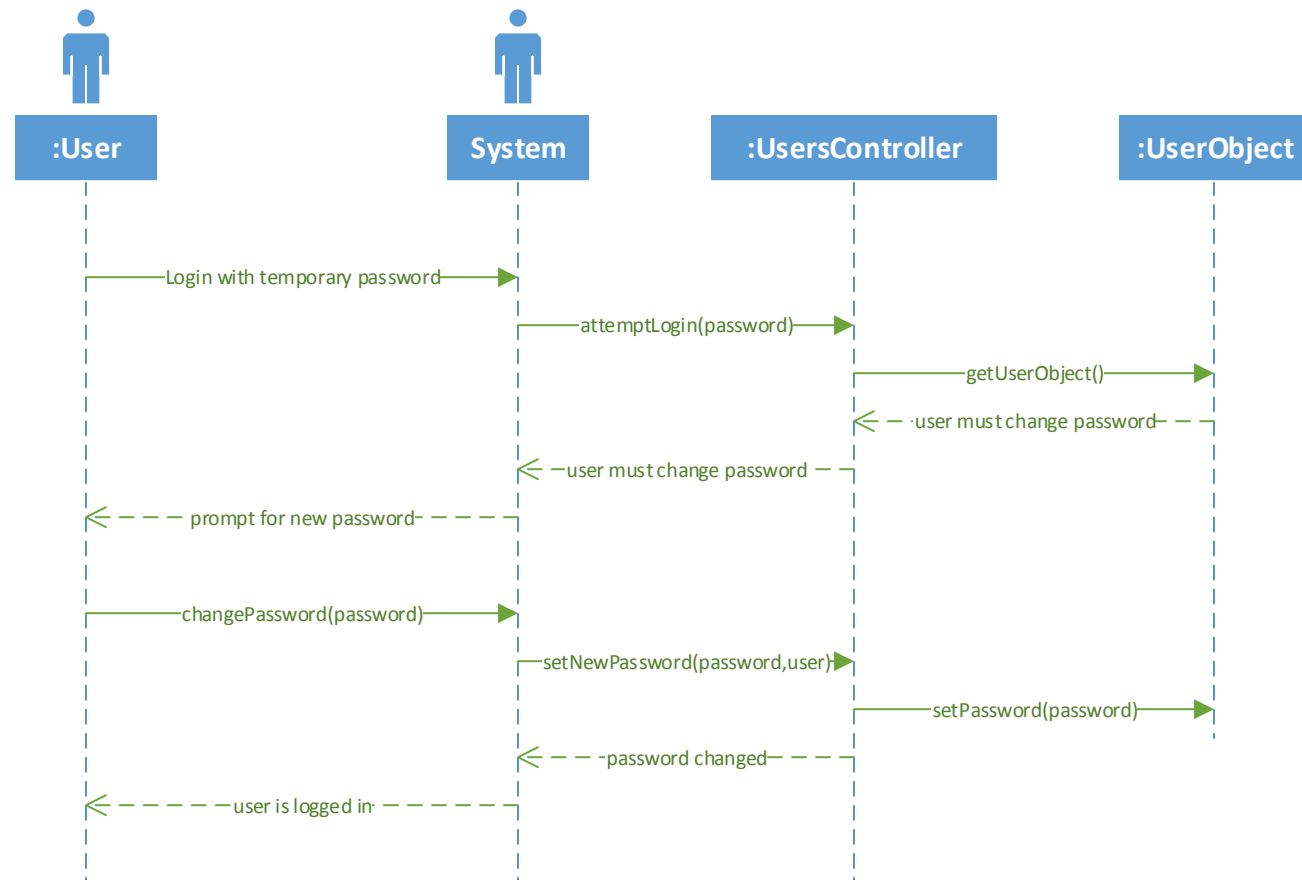 :User
System
:UsersController
:UserObject
Login with temporary password
attemptLogin(password)
getUserObject()
user must change password
user must change password
prompt for new password
changePassword(password)
setNewPassword(password,user)
setPassword(password)
password changed
user is logged in